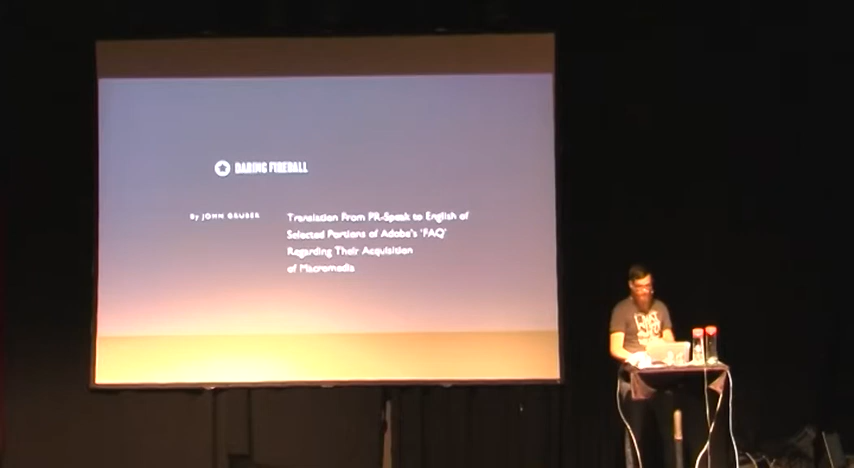 DARING FIREBALL
By JOHN GRUBER
Translation From PR-Speak to English of
Selected Portions of Adobe's 'FAQ'
Regarding Their Acquisition
of Macromedia